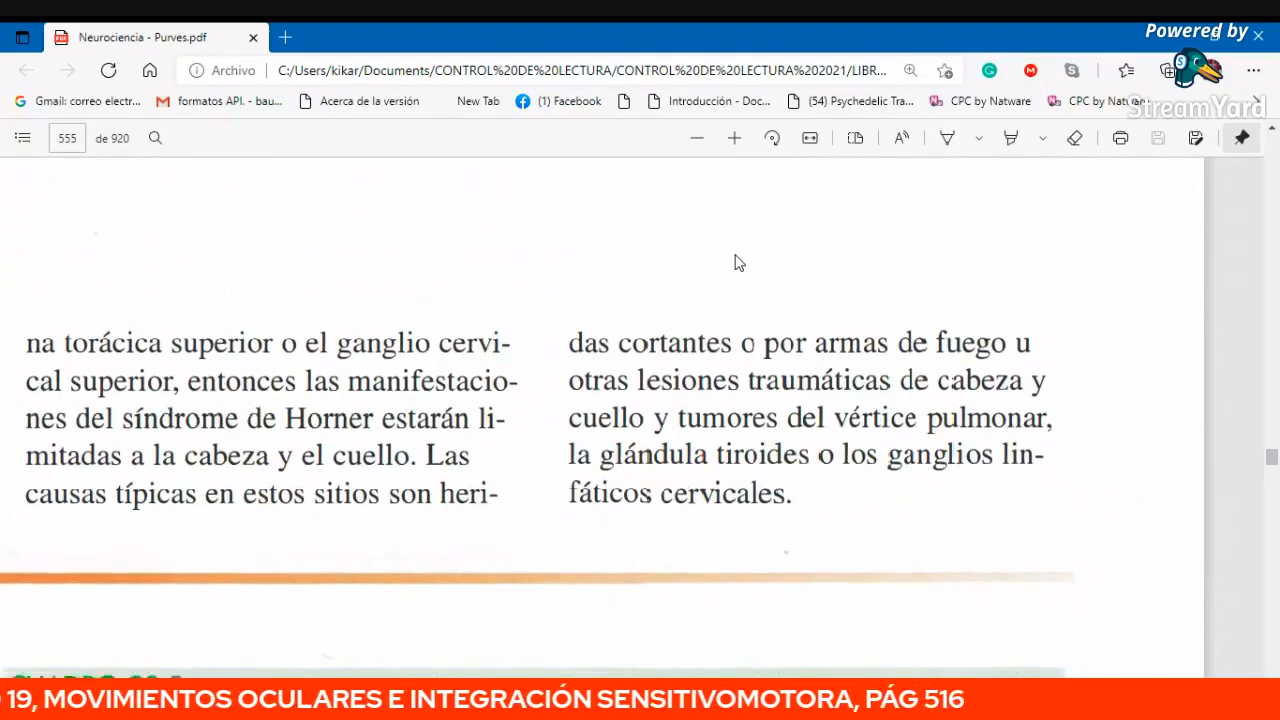 Powered by
Neurociencia - Purves.pdf
Archivo
C:/Users/kikar/Documents/CONTROL%20DE%20LECTURA/CONTROL%20DE%20LECTURA%202021/LIBR...
StreamYard
Gmail: correo electr...
formatos API. - bau...
Acerca de la versión
New Tab
(1) Facebook
Introducción - Doc...
(54) Psychedelic Tra...
CPC by Natware
CPC by Natware
555
de 920
na torácica superior o el ganglio cervi-
cal superior, entonces las manifestacio-
nes del síndrome de Horner estarán li-
mitadas a la cabeza y el cuello. Las
causas típicas en estos sitios son heri-
das cortantes o por armas de fuego u
otras lesiones traumáticas de cabeza y
cuello y tumores del vértice pulmonar,
la glándula tiroides o los ganglios lin-
fáticos cervicales.
19, MOVIMIENTOS OCULARES E INTEGRACIÓN SENSITIVOMOTORA, PÁG 516